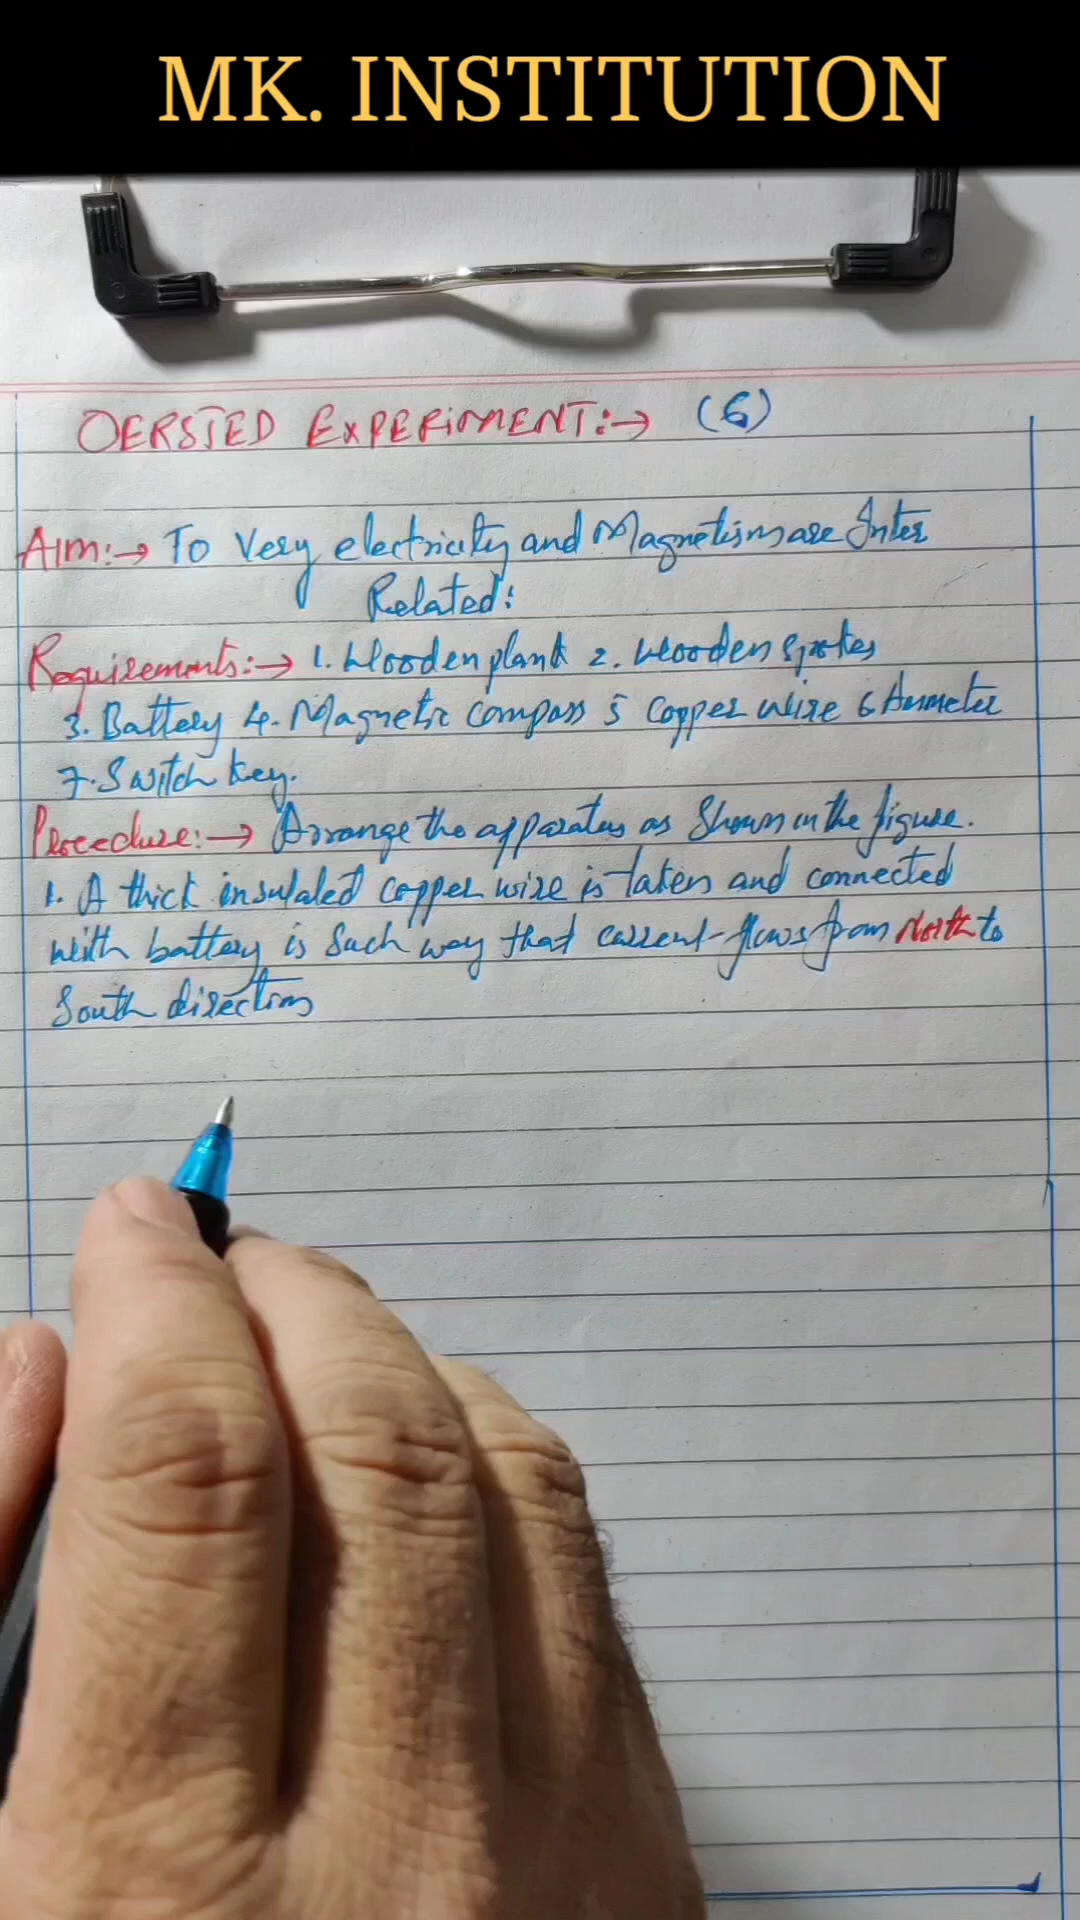 MK. INSTITUTION
OERSTED EXPERIMENT:→ (6)
Aim:→ To Very electricity and Magnetism are Inter
Related:
Requirements:→ 1. Wooden plank 2. Wooden spokes
3. Battery 4. Magnetic compass 5 Copper wire 6 Ammeter
7. Switch key.
Procedure:→ Arrange the apparatus as Shown in the figure.
1. A thick insulated copper wire is taken and connected
with battery is Such way that current flows from North to
South direction